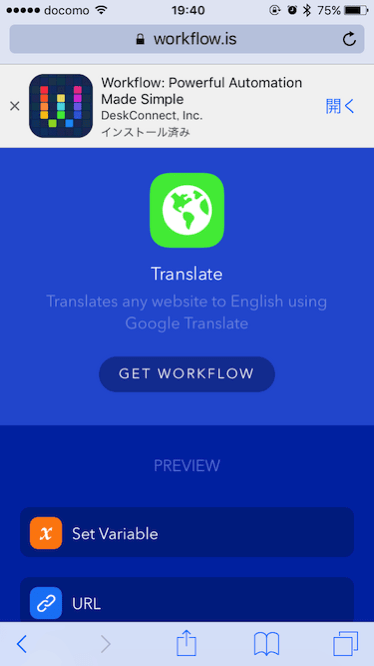 docomo 19:40 75%
workflow.is
Workflow: Powerful Automation
Made Simple
DeskConnect, Inc.
インストール済み
開く
Translate
Translates any website to English using
Google Translate
GET WORKFLOW
PREVIEW
x Set Variable
URL